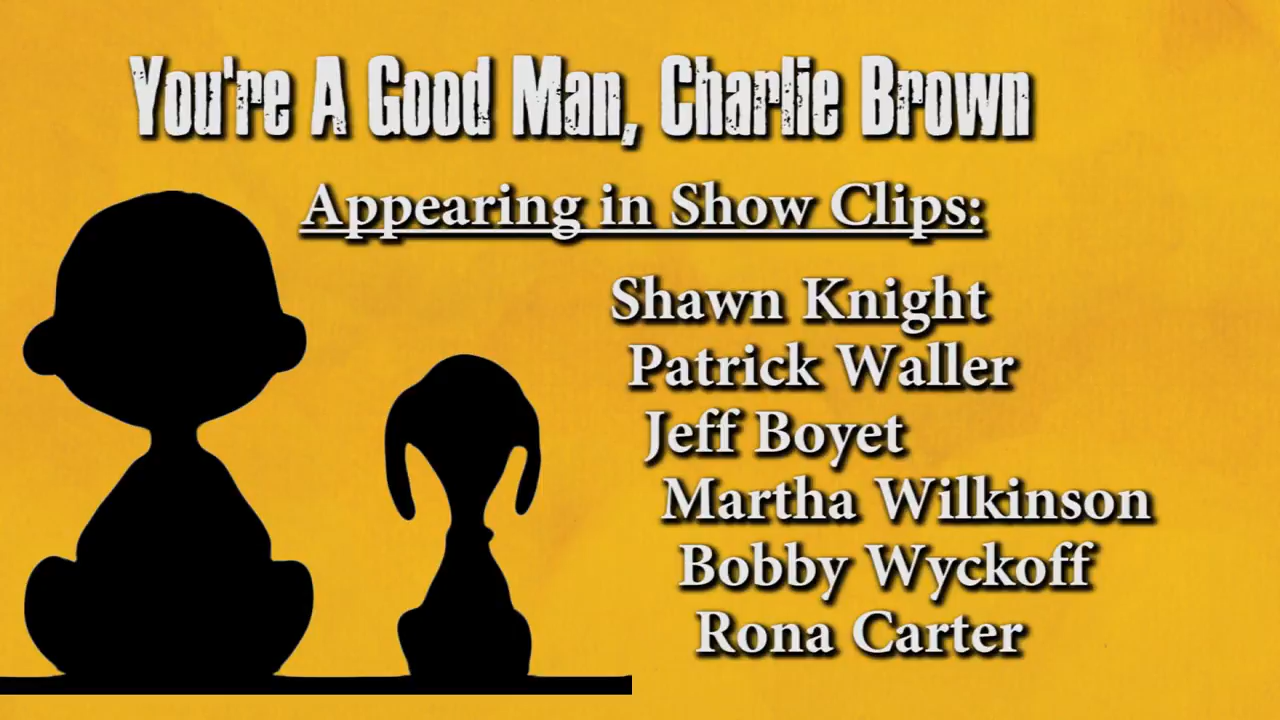 You're A Good Man, Charlie Brown
Appearing in Show Clips:
Shawn Knight
Patrick Waller
Jeff Boyet
Martha Wilkinson
Bobby Wyckoff
Rona Carter